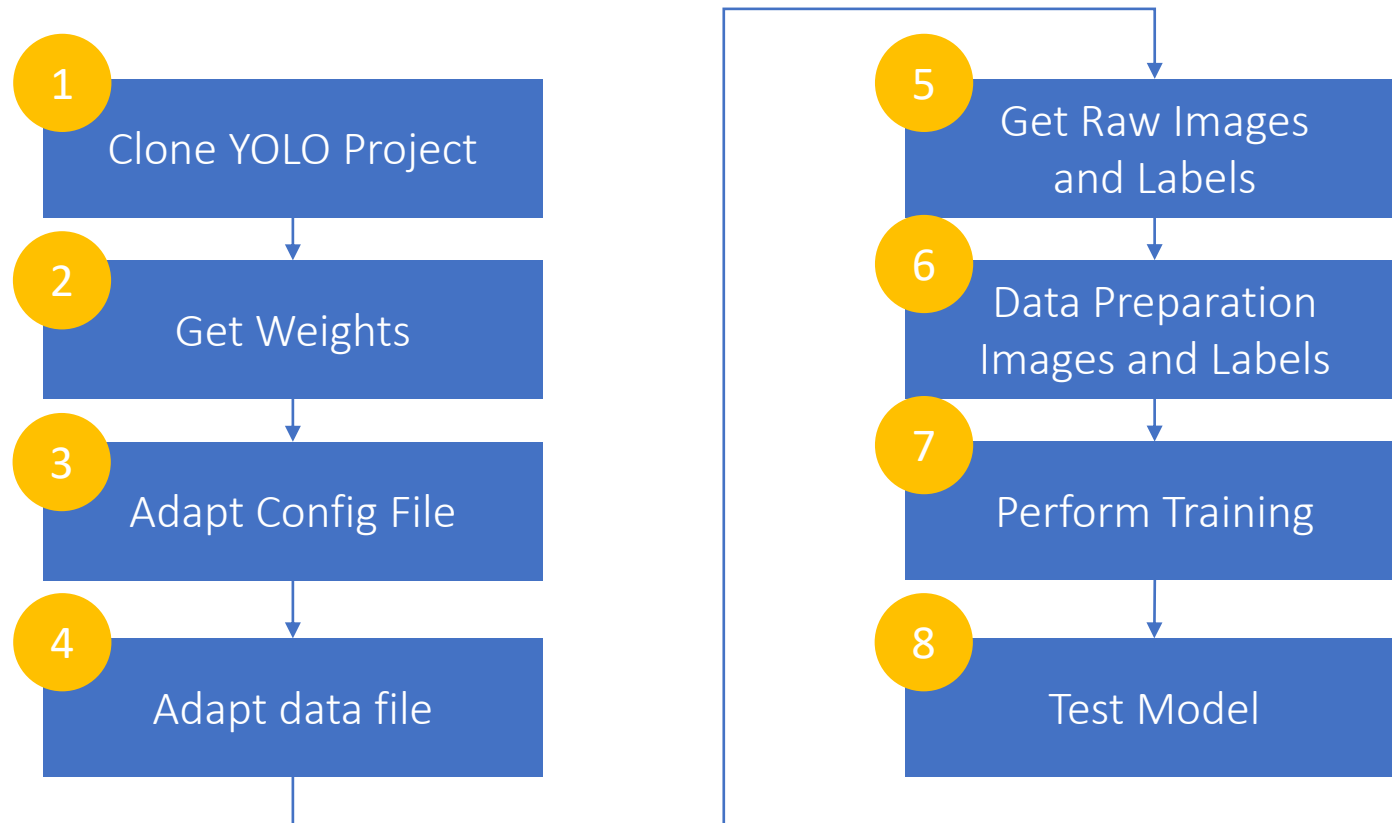 1
Clone YOLO Project
2
Get Weights
3
Adapt Config File
4
Adapt data file
5
Get Raw Images
and Labels
6
Data Preparation
Images and Labels
7
Perform Training
8
Test Model